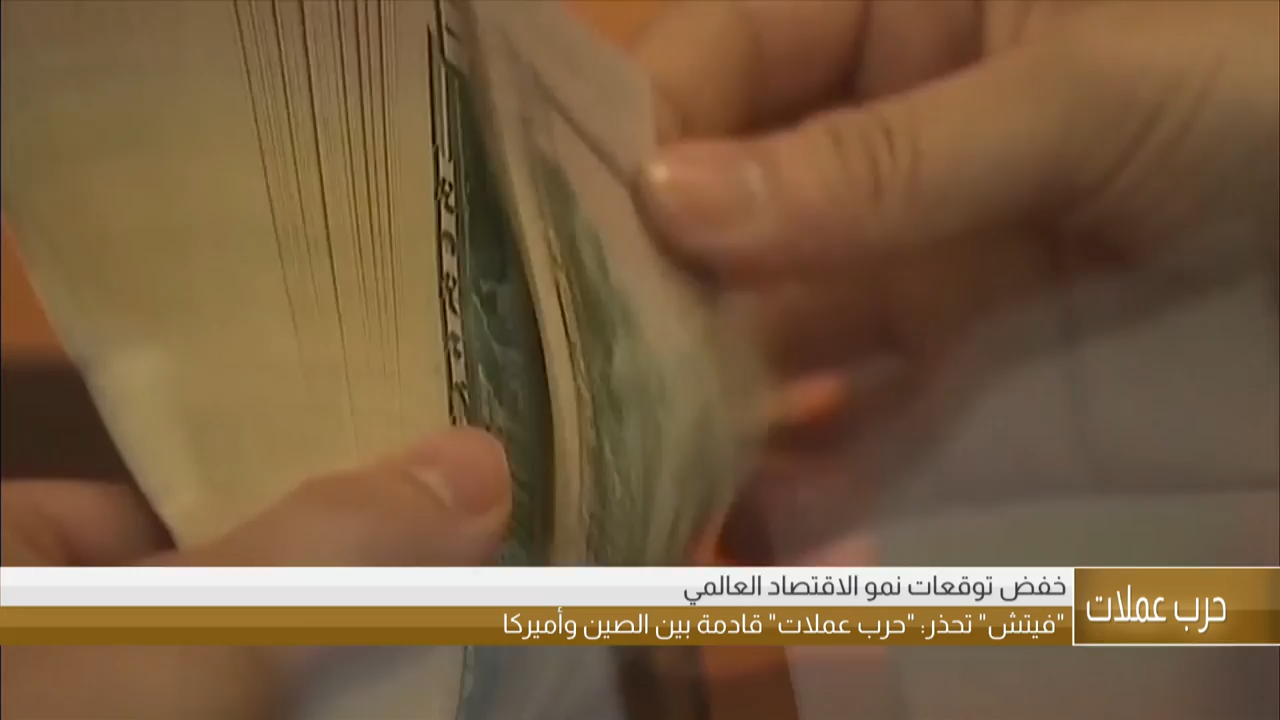 حرب عملات
خفض توقعات نمو الاقتصاد العالمي
"فيتش" تحذر: "حرب عملات" قادمة بين الصين وأميركا